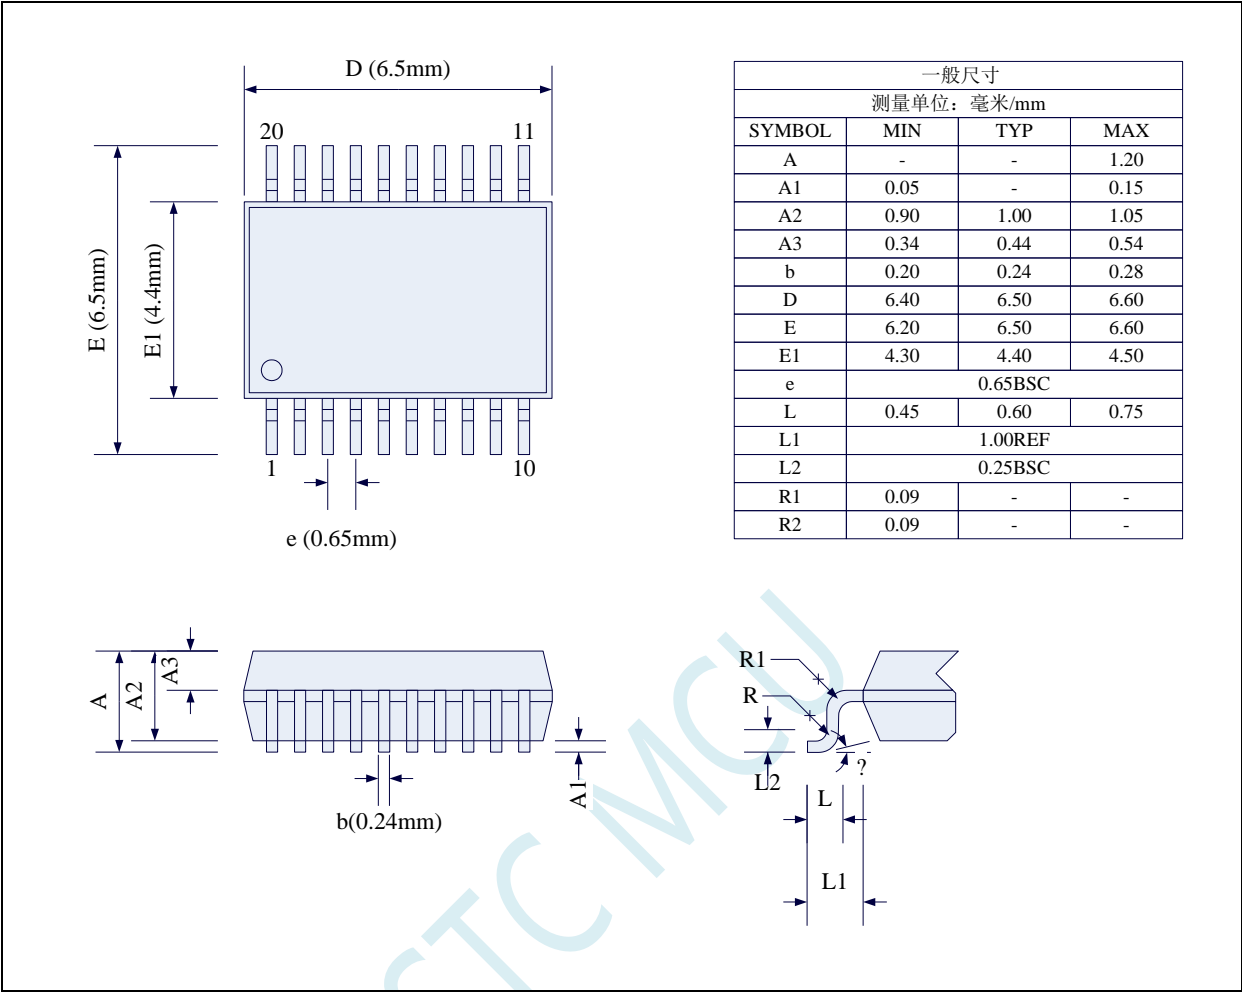 D (6.5mm)
20 11
E (6.5mm)
E1 (4.4mm)
1 10
e (0.65mm)
一般尺寸
测量单位：毫米/mm
SYMBOL MIN TYP MAX
A - - 1.20
A1 0.05 - 0.15
A2 0.90 1.00 1.05
A3 0.34 0.44 0.54
b 0.20 0.24 0.28
D 6.40 6.50 6.60
E 6.20 6.50 6.60
E1 4.30 4.40 4.50
e 0.65BSC
L 0.45 0.60 0.75
L1 1.00REF
L2 0.25BSC
R1 0.09 - -
R2 0.09 - -
A
A2
A3
A1
b(0.24mm)
R1
R
L2
?
L
L1
STC MCU